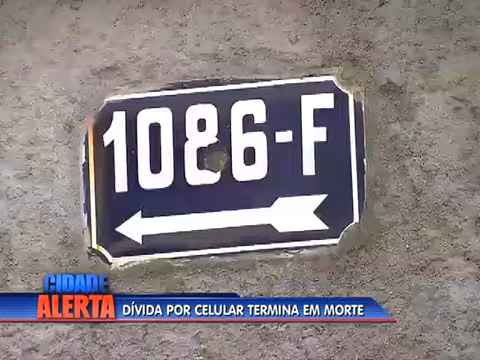 1086-F
CIDADE
ALERTA
DÍVIDA POR CELULAR TERMINA EM MORTE